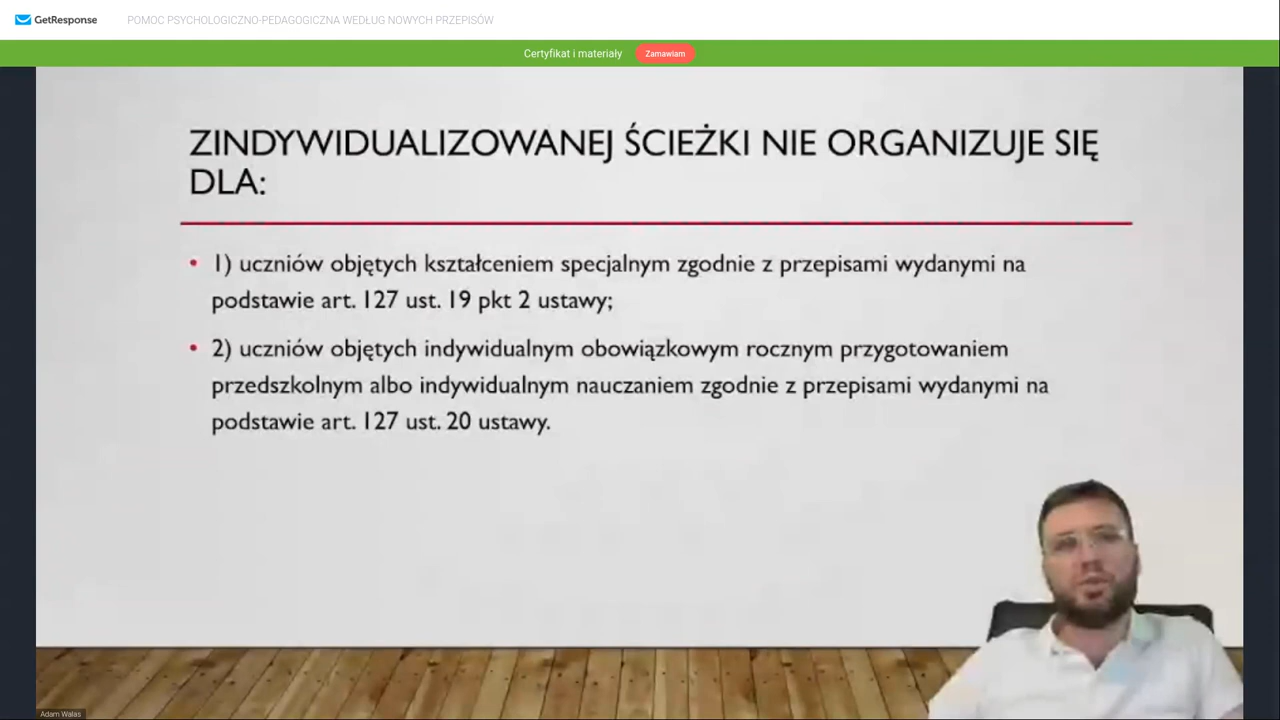 GetResponse
POMOC PSYCHOLOGICZNO-PEDAGOGICZNA WEDŁUG NOWYCH PRZEPISÓW
Certyfikat i materiały
Zamawiam
ZINDYWIDUALIZOWANEJ ŚCIEŻKI NIE ORGANIZUJE SIĘ
DLA:
• 1) uczniów objętych kształceniem specjalnym zgodnie z przepisami wydanymi na
podstawie art. 127 ust. 19 pkt 2 ustawy;
• 2) uczniów objętych indywidualnym obowiązkowym rocznym przygotowaniem
przedszkolnym albo indywidualnym nauczaniem zgodnie z przepisami wydanymi na
podstawie art. 127 ust. 20 ustawy.
Adam Walas